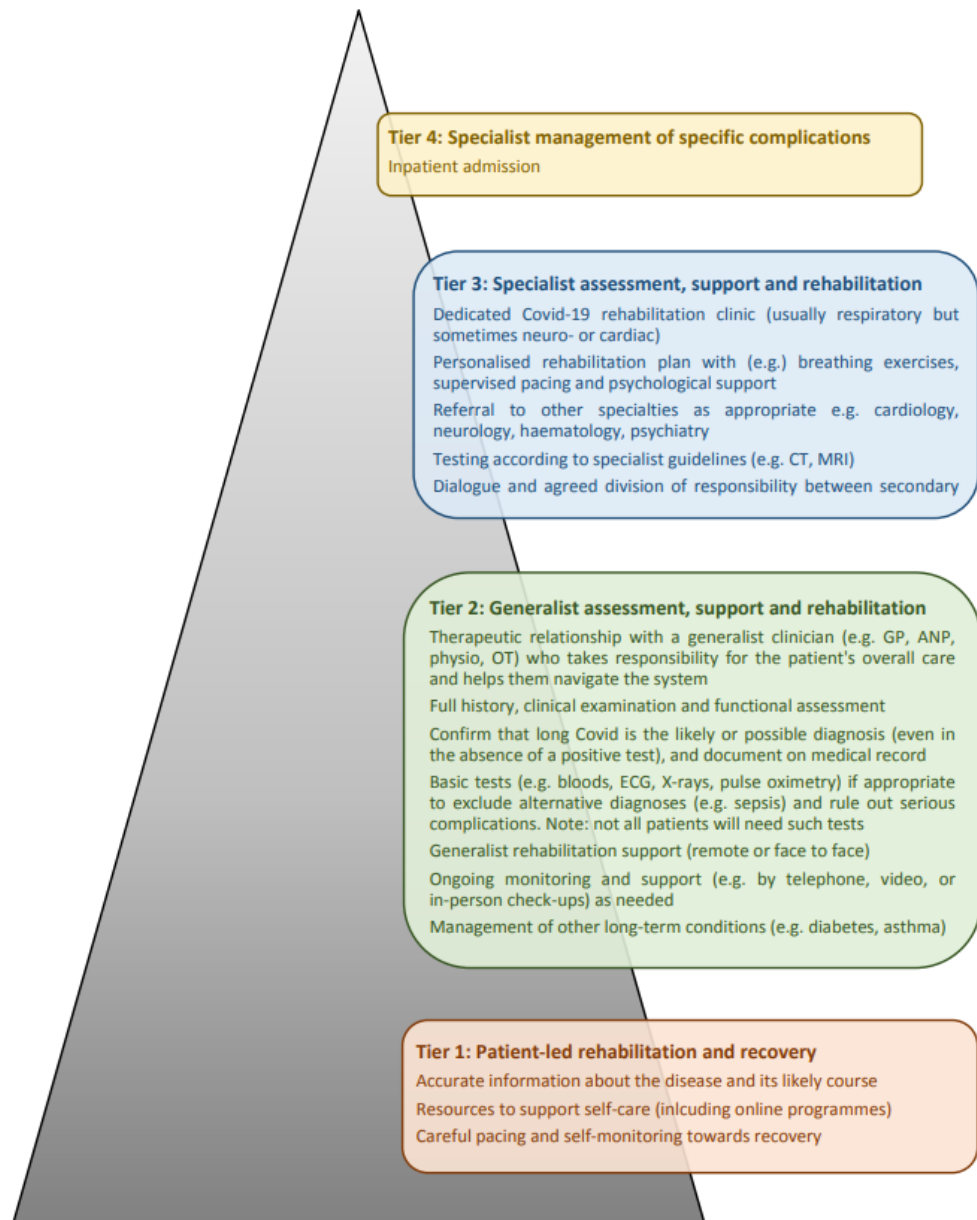 Tier 4: Specialist management of specific complications
Inpatient admission
Tier 3: Specialist assessment, support and rehabilitation
Dedicated Covid-19 rehabilitation clinic (usually respiratory but
sometimes neuro- or cardiac)
Personalised rehabilitation plan with (e.g.) breathing exercises,
supervised pacing and psychological support
Referral to other specialties as appropriate e.g. cardiology,
neurology, haematology, psychiatry
Testing according to specialist guidelines (e.g. CT, MRI)
Dialogue and agreed division of responsibility between secondary
Tier 2: Generalist assessment, support and rehabilitation
Therapeutic relationship with a generalist clinician (e.g. GP, ANP,
physio, OT) who takes responsibility for the patient's overall care
and helps them navigate the system
Full history, clinical examination and functional assessment
Confirm that long Covid is the likely or possible diagnosis (even in
the absence of a positive test), and document on medical record
Basic tests (e.g. bloods, ECG, X-rays, pulse oximetry) if appropriate
to exclude alternative diagnoses (e.g. sepsis) and rule out serious
complications. Note: not all patients will need such tests
Generalist rehabilitation support (remote or face to face)
Ongoing monitoring and support (e.g. by telephone, video, or
in-person check-ups) as needed
Management of other long-term conditions (e.g. diabetes, asthma)
Tier 1: Patient-led rehabilitation and recovery
Accurate information about the disease and its likely course
Resources to support self-care (inlcuding online programmes)
Careful pacing and self-monitoring towards recovery